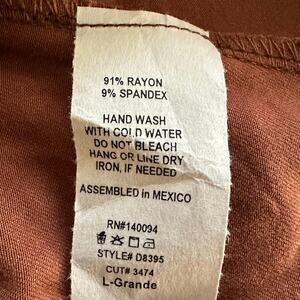 91% RAYON
9% SPANDEX
HAND WASH
WITH COLD WATER
DO NOT BLEACH
HANG OR LINE DRY
IRON, IF NEEDED
ASSEMBLED in MEXICO
RN#140094
STYLE# D8395
CUT# 3474
L-Grande